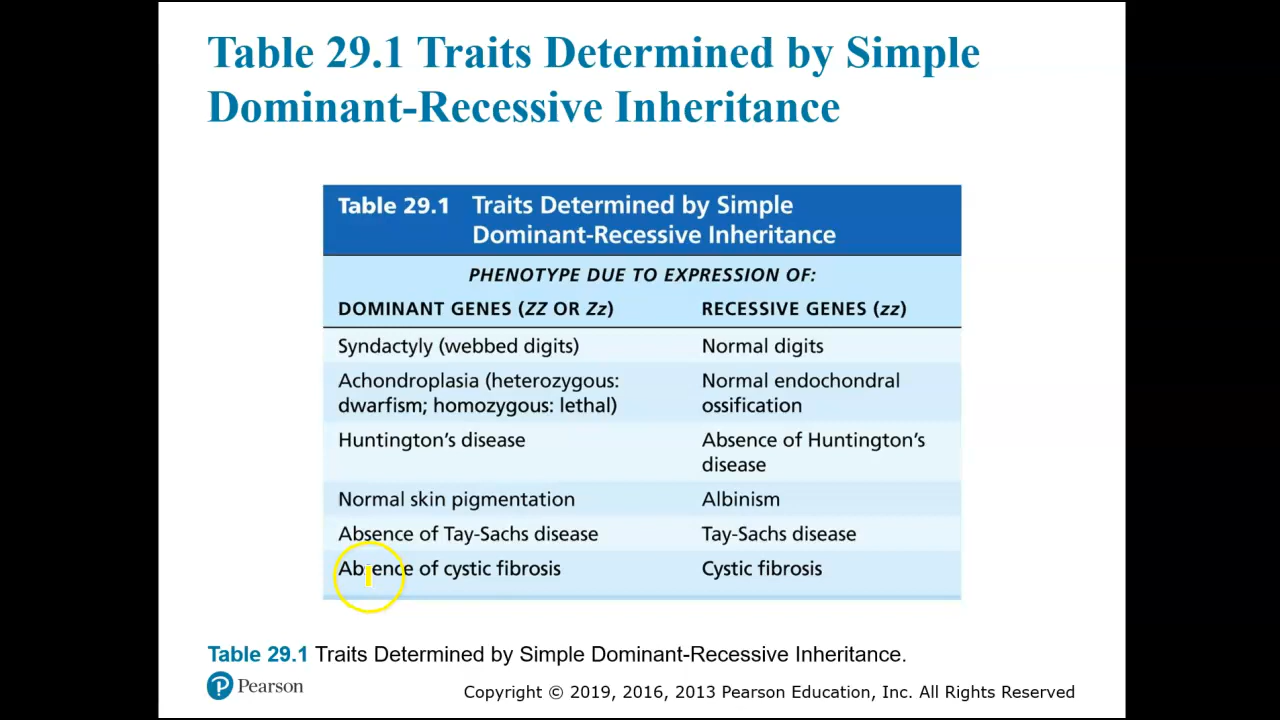 Table 29.1 Traits Determined by Simple
Dominant-Recessive Inheritance
Table 29.1 Traits Determined by Simple
Dominant-Recessive Inheritance
PHENOTYPE DUE TO EXPRESSION OF:
DOMINANT GENES (ZZ OR Zz) RECESSIVE GENES (zz)
Syndactyly (webbed digits) Normal digits
Achondroplasia (heterozygous: Normal endochondral
dwarfism; homozygous: lethal) ossification
Huntington's disease Absence of Huntington's
disease
Normal skin pigmentation Albinism
Absence of Tay-Sachs disease Tay-Sachs disease
Absence of cystic fibrosis Cystic fibrosis
Table 29.1 Traits Determined by Simple Dominant-Recessive Inheritance.
Pearson
Copyright © 2019, 2016, 2013 Pearson Education, Inc. All Rights Reserved